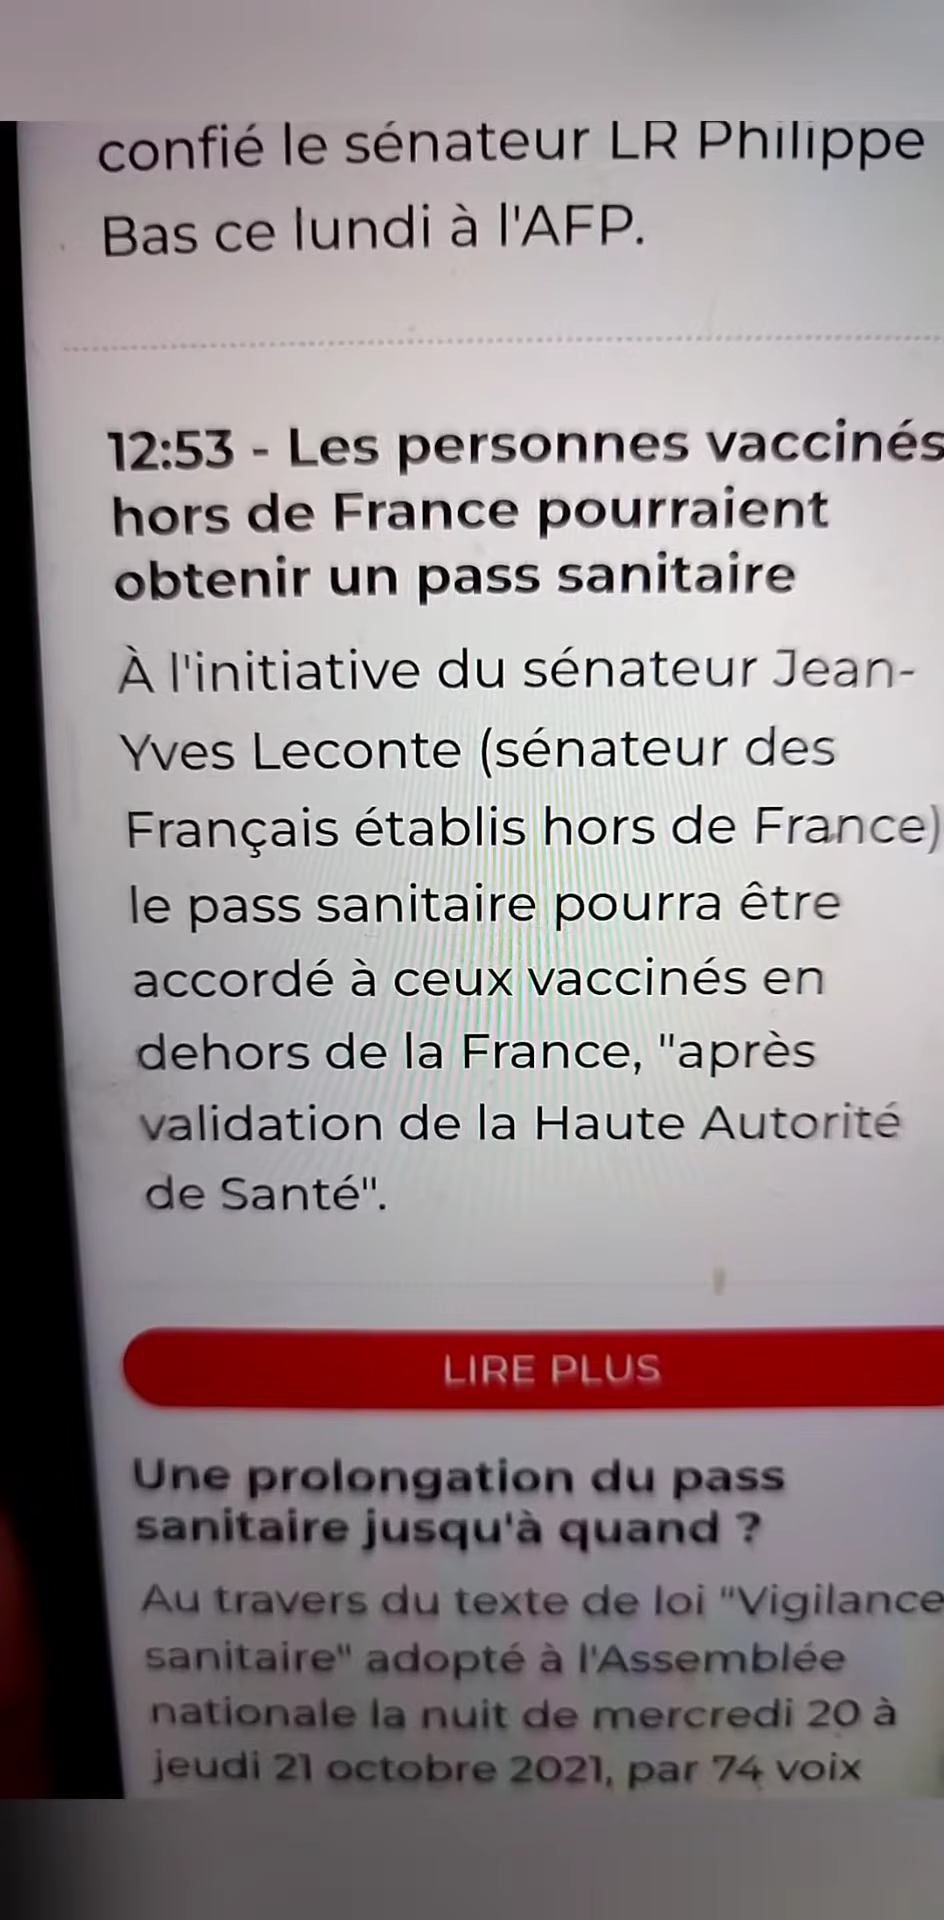 confié le sénateur LR Philippe
Bas ce lundi à l'AFP.
12:53 - Les personnes vaccinés
hors de France pourraient
obtenir un pass sanitaire
À l'initiative du sénateur Jean-
Yves Leconte (sénateur des
Français établis hors de France)
le pass sanitaire pourra être
accordé à ceux vaccinés en
dehors de la France, "après
validation de la Haute Autorité
de Santé".
LIRE PLUS
Une prolongation du pass
sanitaire jusqu'à quand ?
Au travers du texte de loi "Vigilance
sanitaire" adopté à l'Assemblée
nationale la nuit de mercredi 20 à
jeudi 21 octobre 2021, par 74 voix